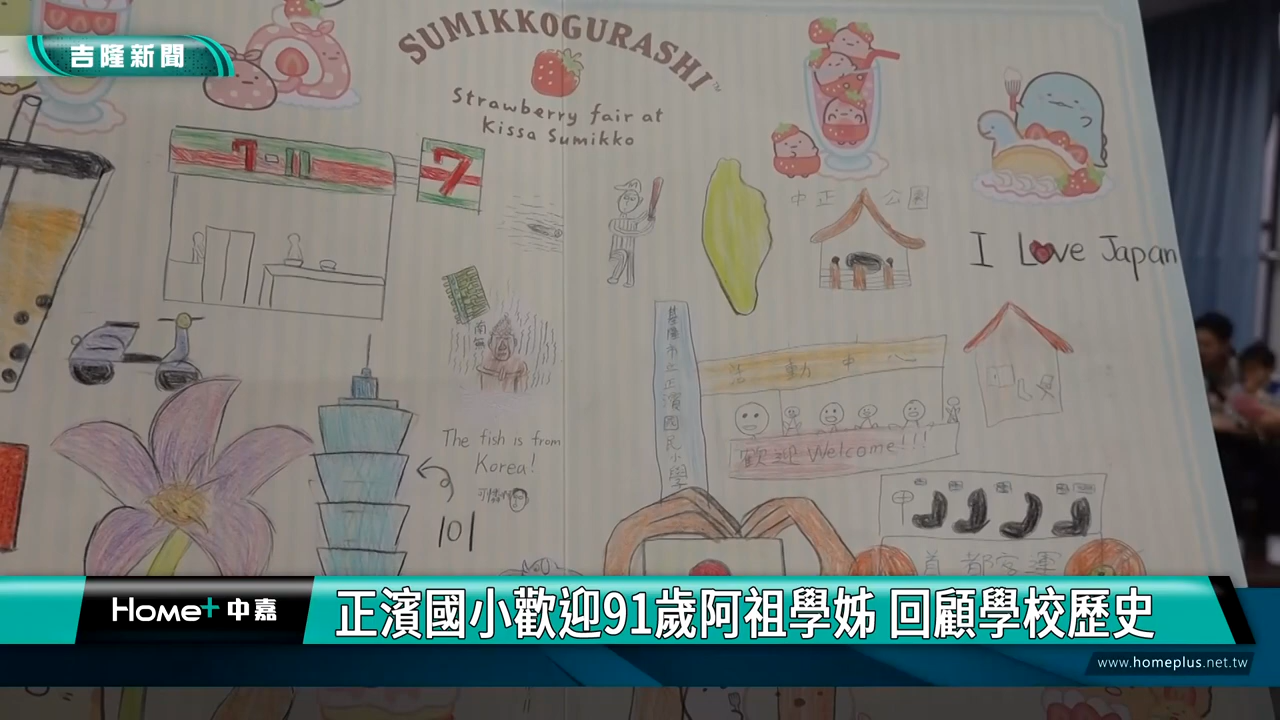 吉隆新聞
SUMIKKOGURASHI
Strawberry fair at
Kissa Sumikko
7-11
7
中正公園
I Love Japan
南無
基隆市立正濱國民小學
活動中心
歡迎 Welcome!!!
The fish is from
Korea!
101
甲
首都客運
Home+中嘉
正濱國小歡迎91歲阿祖學姊 回顧學校歷史
www.homeplus.net.tw